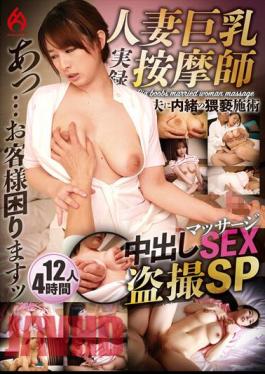 人妻巨乳
実録
按摩師
Big boobs married woman massage
夫に内緒の猥褻施術
あっ…お客様困りますッ
マッサージ
中出しSEX
盗撮SP
12人
4時間